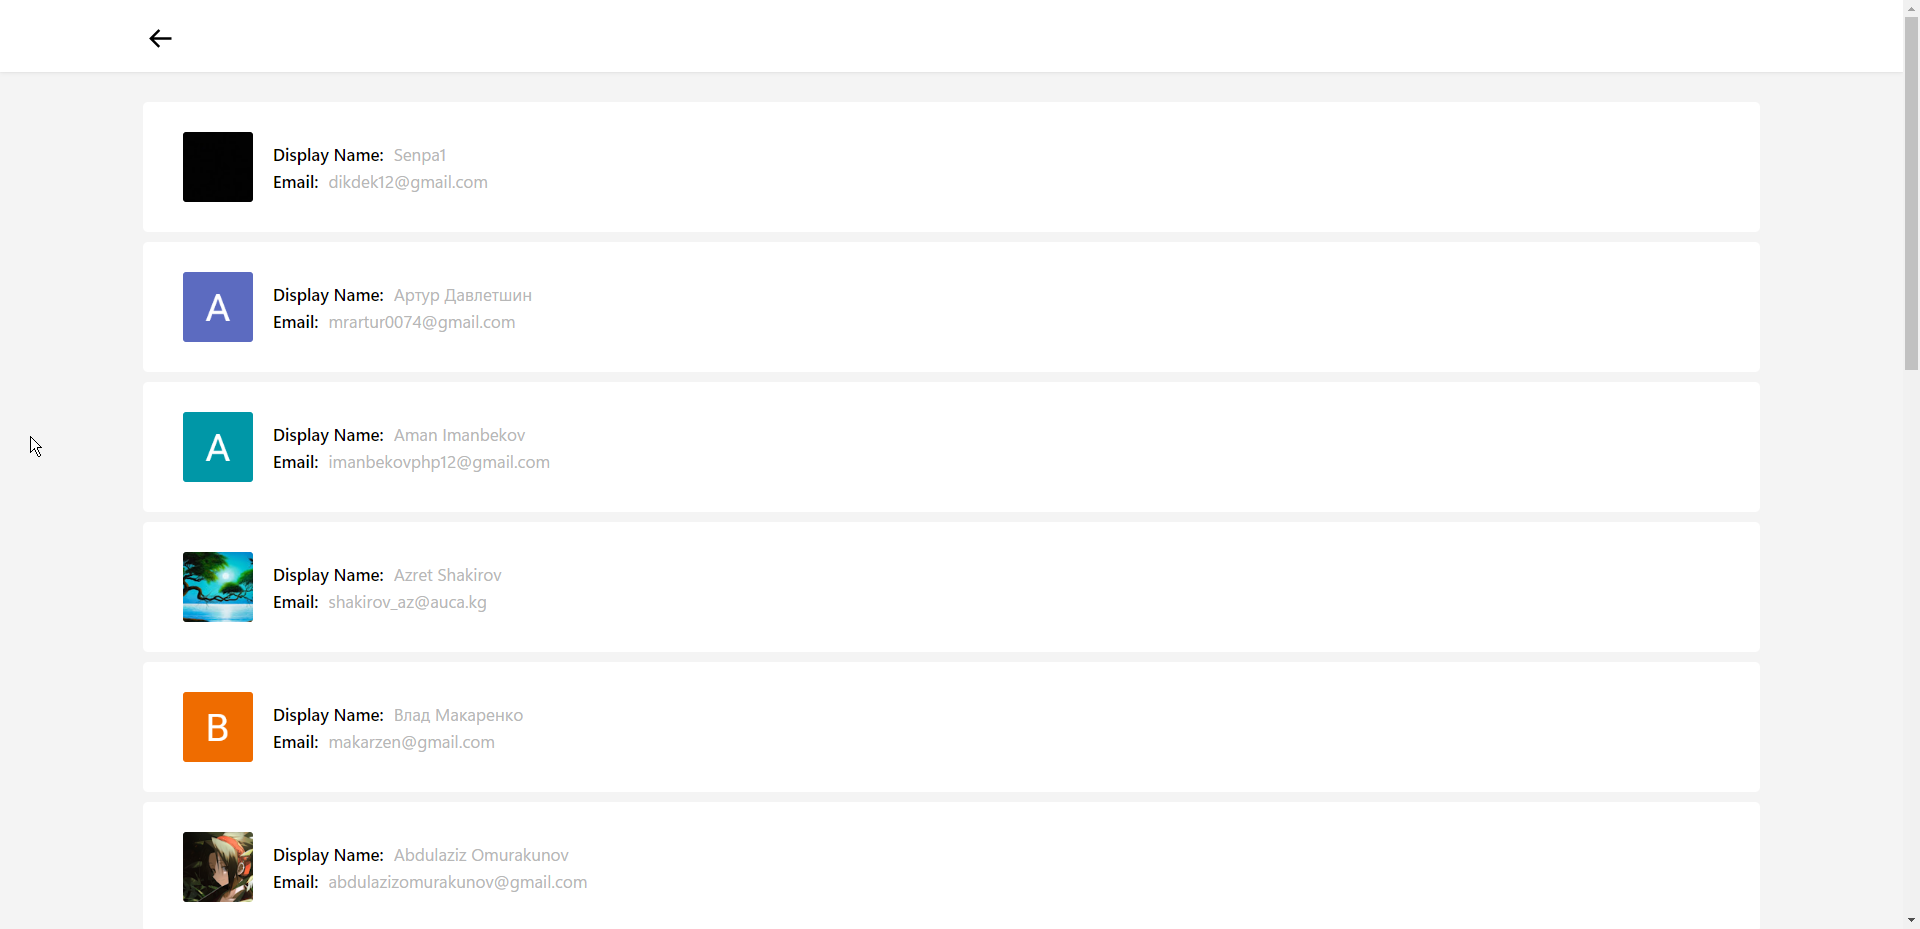 Display Name: Senpa1
Email: dikdek12@gmail.com
A
Display Name: Артур Давлетшин
Email: mrartur0074@gmail.com
A
Display Name: Aman Imanbekov
Email: imanbekovphp12@gmail.com
Display Name: Azret Shakirov
Email: shakirov_az@auca.kg
В
Display Name: Влад Макаренко
Email: makarzen@gmail.com
Display Name: Abdulaziz Omurakunov
Email: abdulazizomurakunov@gmail.com